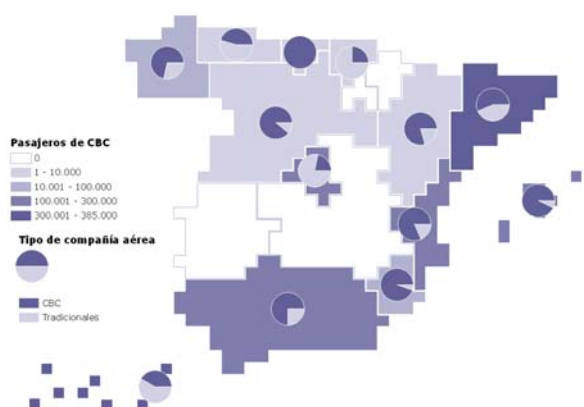 Pasajeros de CBC
0
1 - 10.000
10.001 - 100.000
100.001 - 300.000
300.001 - 385.000
Tipo de compañía aérea
CBC
Tradicionales